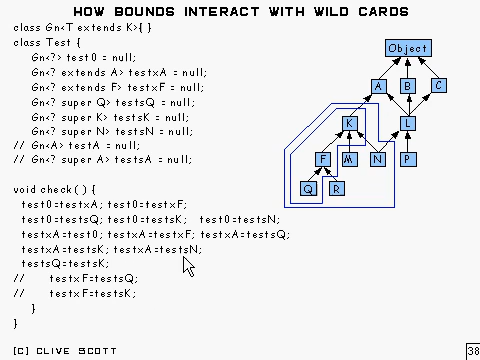 HOW BOUNDS INTERACT WITH WILD CARDS
class Gn<T extends K>{ }
class Test {
Gn<?> test0 = null;
Gn<? extends A> testxA = null;
Gn<? extends F> testxF = null;
Gn<? super Q> testsQ = null;
Gn<? super K> testsK = null;
Gn<? super N> testsN = null;
// Gn<A> testA = null;
// Gn<? super A> testsA = null;
void check() {
test0=testxA; test0=testxF;
test0=testsQ; test0=testsK; test0=testsN;
testxA=test0; testxA=testxF; testxA=testsQ;
testxA=testsK; testxA=testsN;
testsQ=testsK;
// testxF=testsQ;
// testxF=testsK;
}
}
Object
A B C
K L
F M N P
Q R
[C] CLIVE SCOTT
38